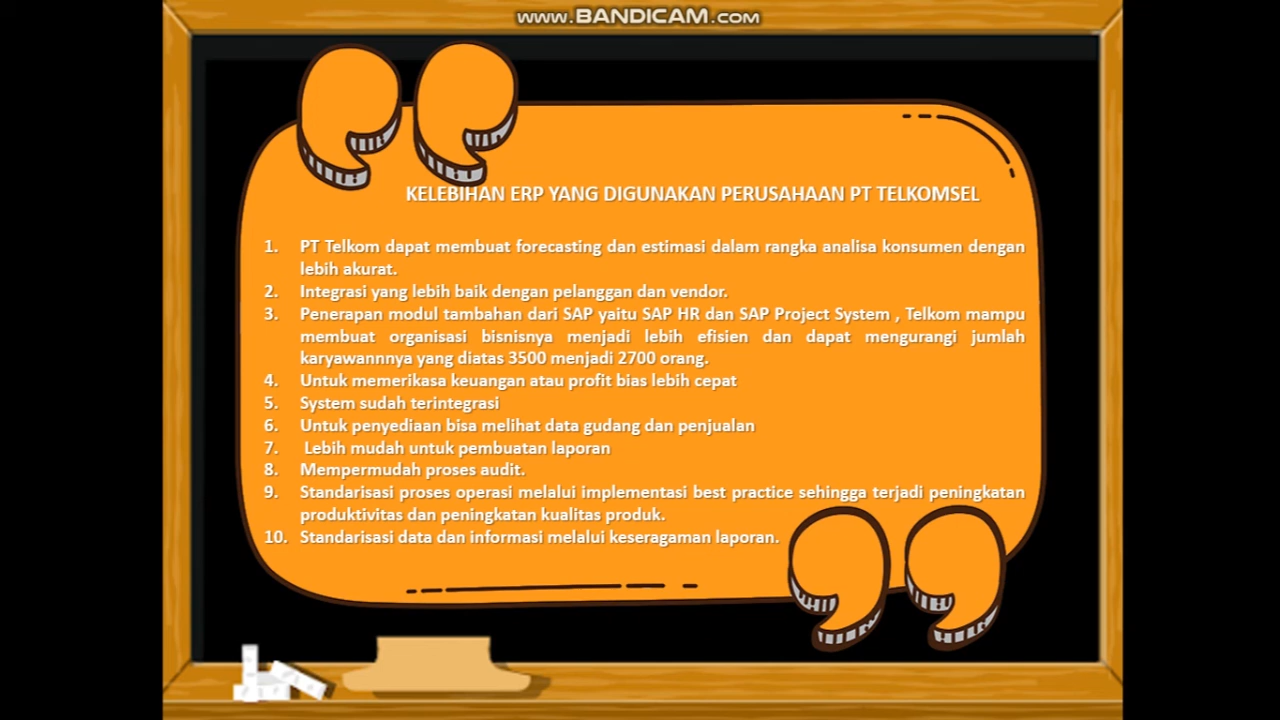 www.BANDICAM.com
KELEBIHAN ERP YANG DIGUNAKAN PERUSAHAAN PT TELKOMSEL
1. PT Telkom dapat membuat forecasting dan estimasi dalam rangka analisa konsumen dengan
lebih akurat.
2. Integrasi yang lebih baik dengan pelanggan dan vendor.
3. Penerapan modul tambahan dari SAP yaitu SAP HR dan SAP Project System , Telkom mampu
membuat organisasi bisnisnya menjadi lebih efisien dan dapat mengurangi jumlah
karyawannnya yang diatas 3500 menjadi 2700 orang.
4. Untuk memerikasa keuangan atau profit bias lebih cepat
5. System sudah terintegrasi
6. Untuk penyediaan bisa melihat data gudang dan penjualan
7. Lebih mudah untuk pembuatan laporan
8. Mempermudah proses audit.
9. Standarisasi proses operasi melalui implementasi best practice sehingga terjadi peningkatan
produktivitas dan peningkatan kualitas produk.
10. Standarisasi data dan informasi melalui keseragaman laporan.